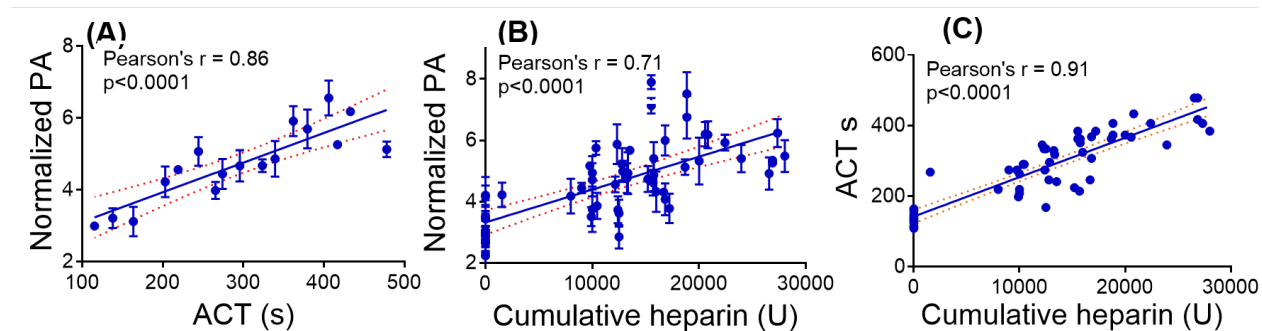 (A)
Pearson's r = 0.86
p<0.0001
Normalized PA
8
6
4
2
100
200
300
400
500
ACT (s)
(B)
Pearson's r = 0.71
p<0.0001
Normalized PA
8
6
4
2
0
10000
20000
30000
Cumulative heparin (U)
(C)
Pearson's r = 0.91
p<0.0001
ACT s
600
400
200
0
0
10000
20000
30000
Cumulative heparin (U)